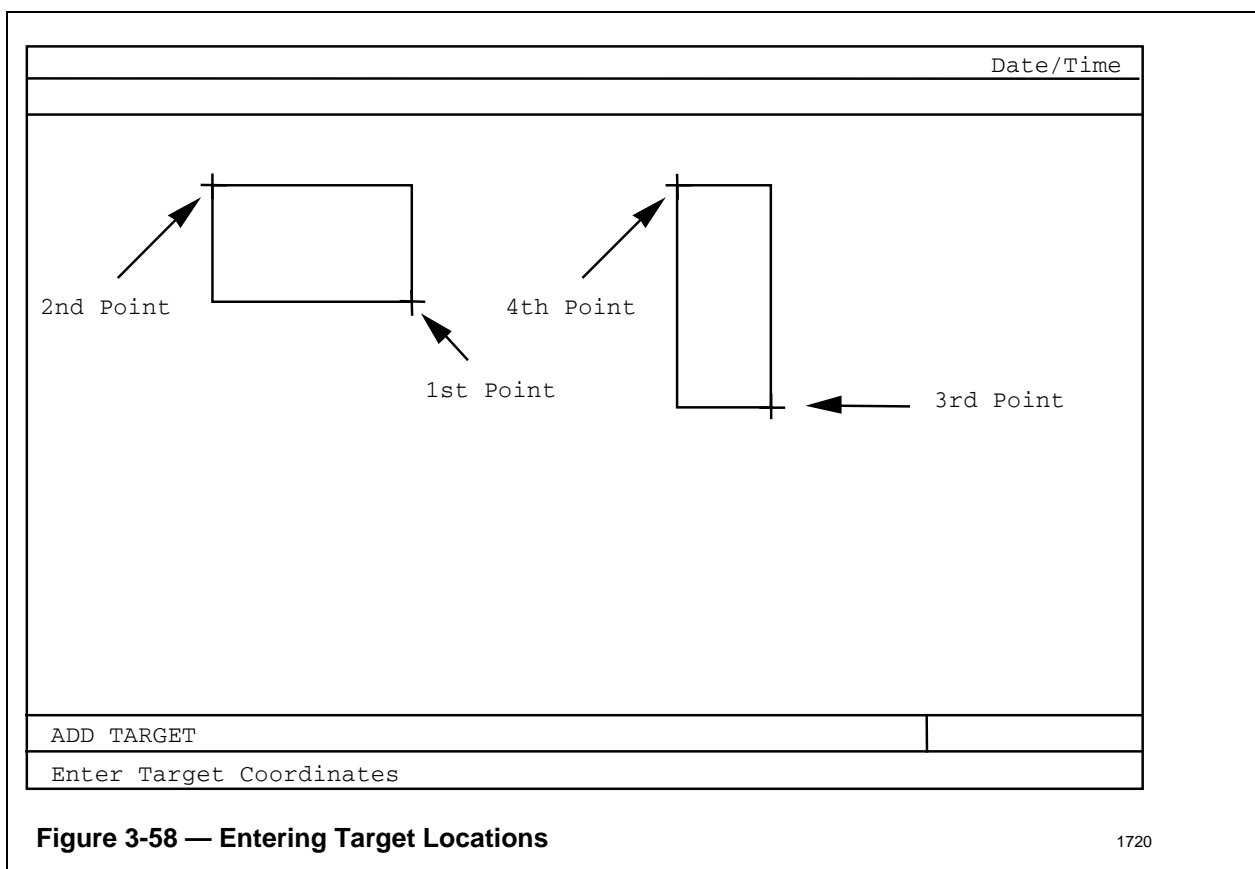 Date/Time
2nd Point
4th Point
1st Point
3rd Point
ADD TARGET
Enter Target Coordinates
Figure 3-58 — Entering Target Locations
1720